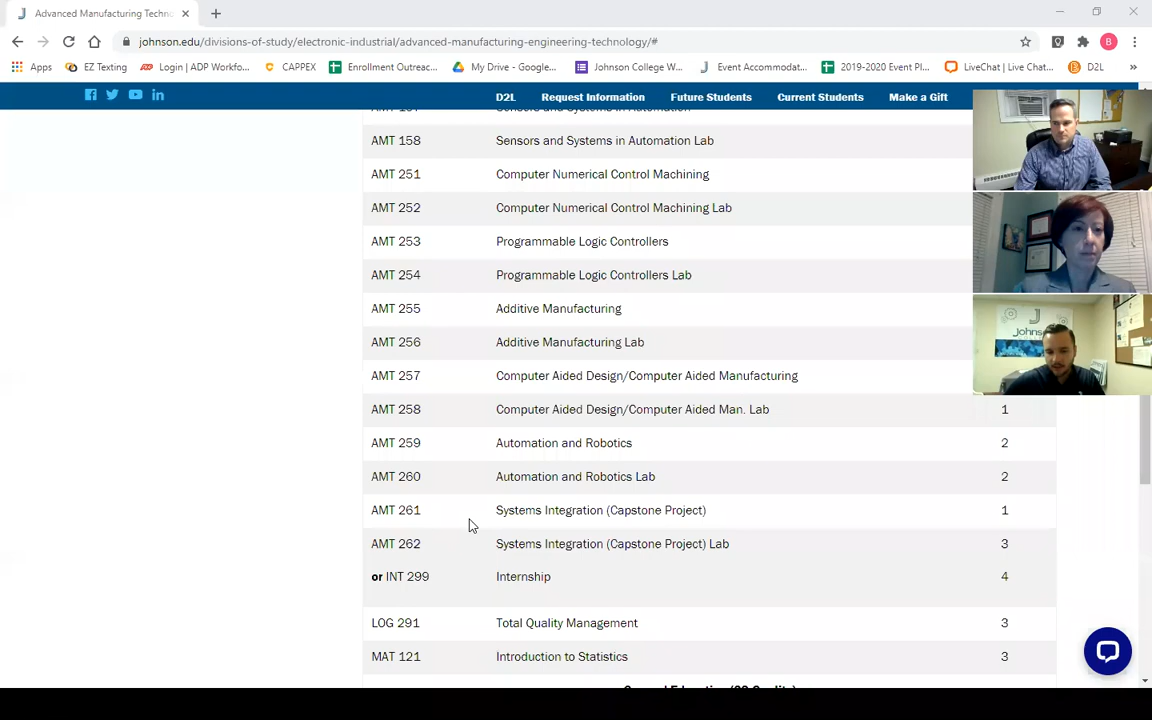 Advanced Manufacturing Techno
johnson.edu/divisions-of-study/electronic-industrial/advanced-manufacturing-engineering-technology/#
B
Apps EZ Texting Login | ADP Workfo... CAPPEX Enrollment Outreac... My Drive - Google... Johnson College W... Event Accommodat... 2019-2020 Event Pl... LiveChat | Live Chat... D2L »
D2L Request Information Future Students Current Students Make a Gift
Sensors and Systems in Automation
AMT 158 Sensors and Systems in Automation Lab
AMT 251 Computer Numerical Control Machining
AMT 252 Computer Numerical Control Machining Lab
AMT 253 Programmable Logic Controllers
AMT 254 Programmable Logic Controllers Lab
AMT 255 Additive Manufacturing
AMT 256 Additive Manufacturing Lab
AMT 257 Computer Aided Design/Computer Aided Manufacturing
AMT 258 Computer Aided Design/Computer Aided Man. Lab 1
AMT 259 Automation and Robotics 2
AMT 260 Automation and Robotics Lab 2
AMT 261 Systems Integration (Capstone Project) 1
AMT 262 Systems Integration (Capstone Project) Lab 3
or INT 299 Internship 4
LOG 291 Total Quality Management 3
MAT 121 Introduction to Statistics 3